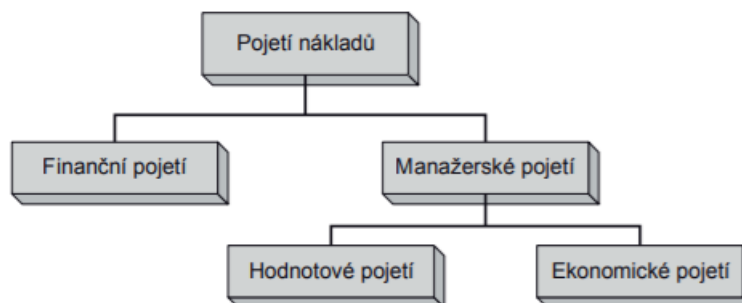 Pojetí nákladů
Finanční pojetí
Manažerské pojetí
Hodnotové pojetí
Ekonomické pojetí